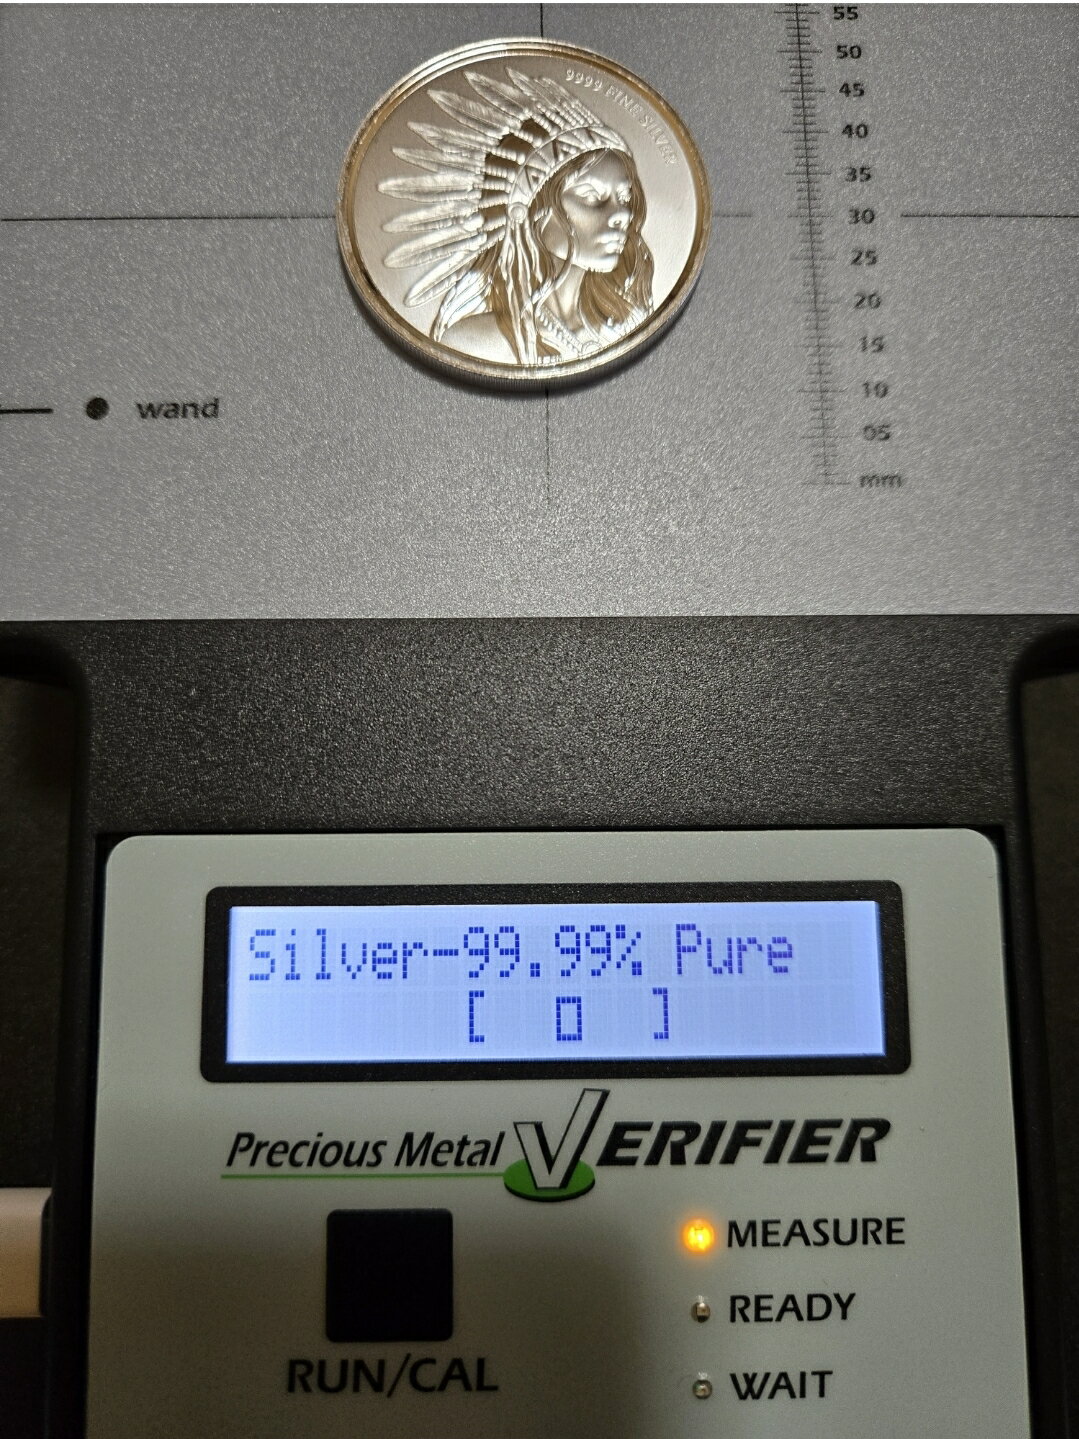 55
50
9999 FINE SILVER
45
40
35
30
25
20
15
10
wand
05
mm
Silver-99.99% Pure
[ 0 ]
Precious Metal VERIFIER
MEASURE
READY
RUN/CAL
WAIT